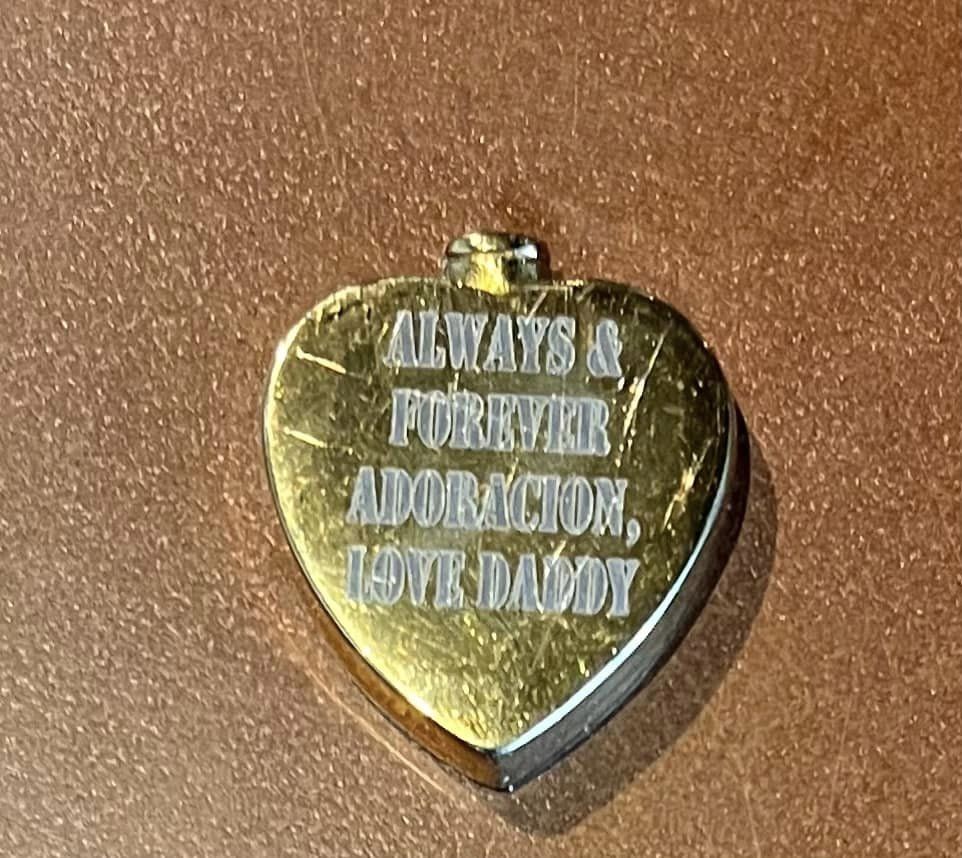 ALWAYS &
FOREVER
ADORACION,
LOVE DADDY